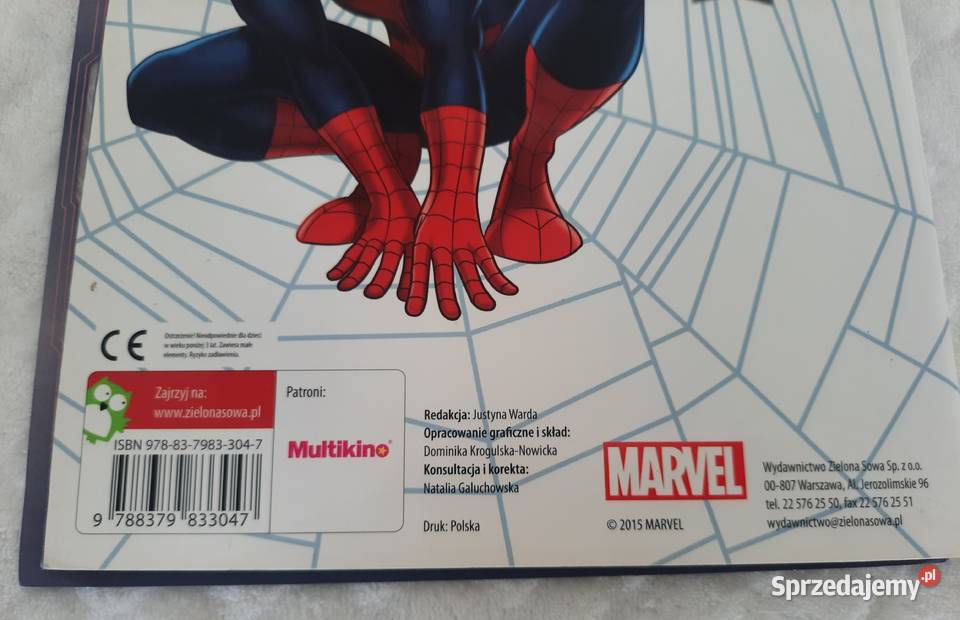 CE
Ostrzeżenie! Nieodpowiednie dla dzieci
w wieku poniżej 3 lat. Zawiera małe
elementy. Ryzyko zadławienia.
Zajrzyj na:
www.zielonasowa.pl
ISBN 978-83-7983-304-7
9 788379 833047
Patroni:
Multikino
Redakcja: Justyna Warda
Opracowanie graficzne i skład:
Dominika Krogulska-Nowicka
Konsultacja i korekta:
Natalia Galuchowska
Druk: Polska
MARVEL
© 2015 MARVEL
Wydawnictwo Zielona Sowa Sp. z o.o.
00-807 Warszawa, Al. Jerozolimskie 96
tel. 22 576 25 50, fax 22 576 25 51
wydawnictwo@zielonasowa.pl
Sprzedajemy.pl